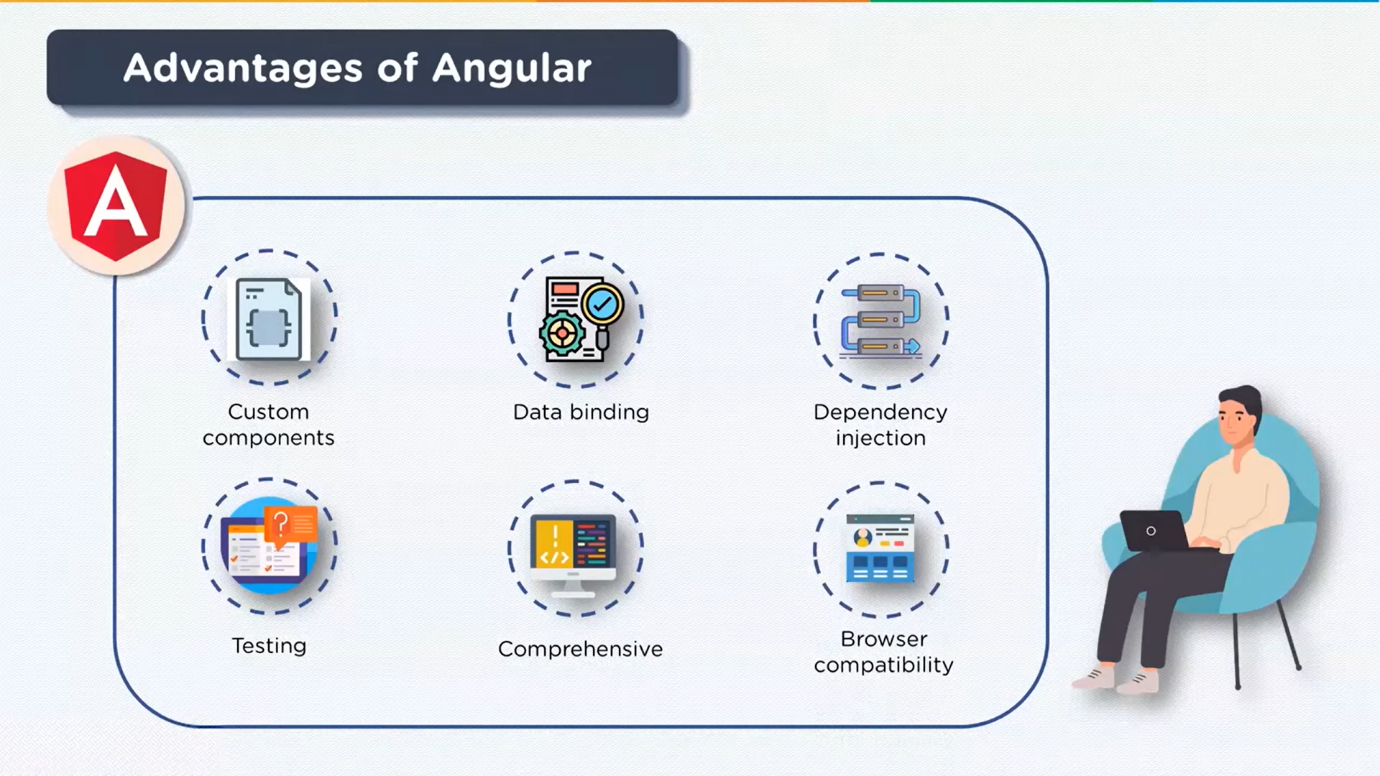 Advantages of Angular
A
Custom
components
Data binding
Dependency
injection
Testing
Comprehensive
Browser
compatibility